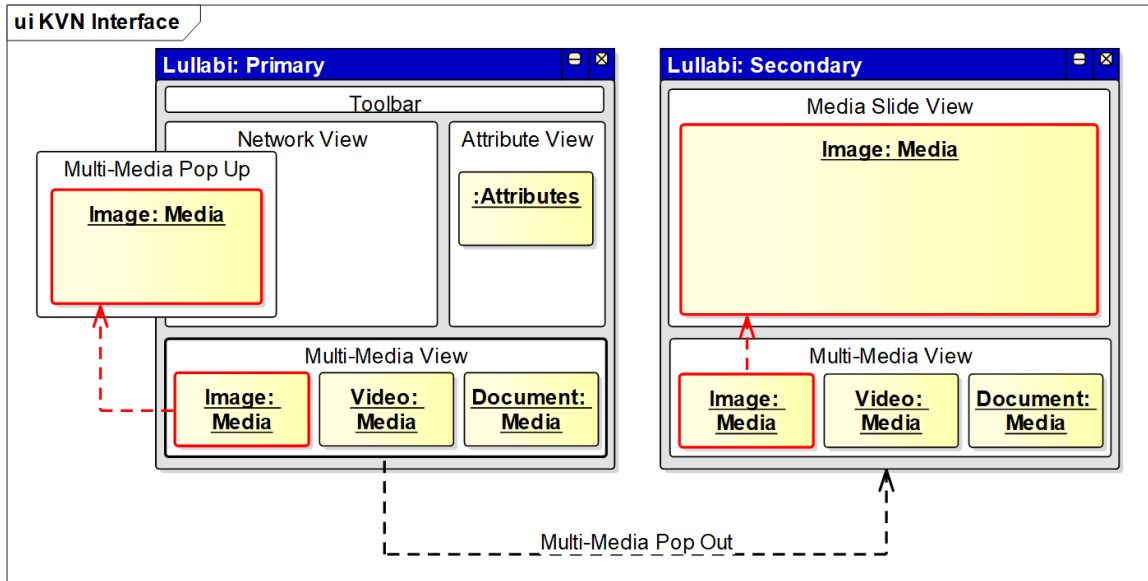 ui KVN Interface
Lullabi: Primary
Toolbar
Network View
Attribute View
:Attributes
Multi-Media Pop Up
Image: Media
Multi-Media View
Image:
Media
Video:
Media
Document:
Media
Lullabi: Secondary
Media Slide View
Image: Media
Multi-Media View
Image:
Media
Video:
Media
Document:
Media
Multi-Media Pop Out